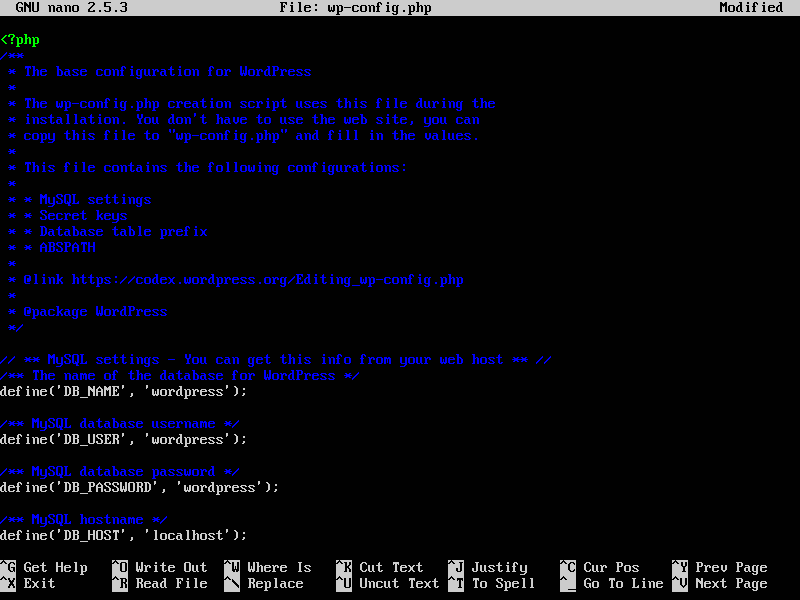 GNU nano 2.5.3 File: wp-config.php Modified
<?php
/**
 * The base configuration for WordPress
 *
 * The wp-config.php creation script uses this file during the
 * installation. You don't have to use the web site, you can
 * copy this file to "wp-config.php" and fill in the values.
 *
 * This file contains the following configurations:
 *
 * * MySQL settings
 * * Secret keys
 * * Database table prefix
 * * ABSPATH
 *
 * @link https://codex.wordpress.org/Editing_wp-config.php
 *
 * @package WordPress
 */
// ** MySQL settings - You can get this info from your web host ** //
/** The name of the database for WordPress */
define('DB_NAME', 'wordpress');
/** MySQL database username */
define('DB_USER', 'wordpress');
/** MySQL database password */
define('DB_PASSWORD', 'wordpress');
/** MySQL hostname */
define('DB_HOST', 'localhost');
^G Get Help ^O Write Out ^W Where Is ^K Cut Text ^J Justify ^C Cur Pos ^Y Prev Page
^X Exit ^R Read File ^\ Replace ^U Uncut Text ^T To Spell ^_ Go To Line ^V Next Page